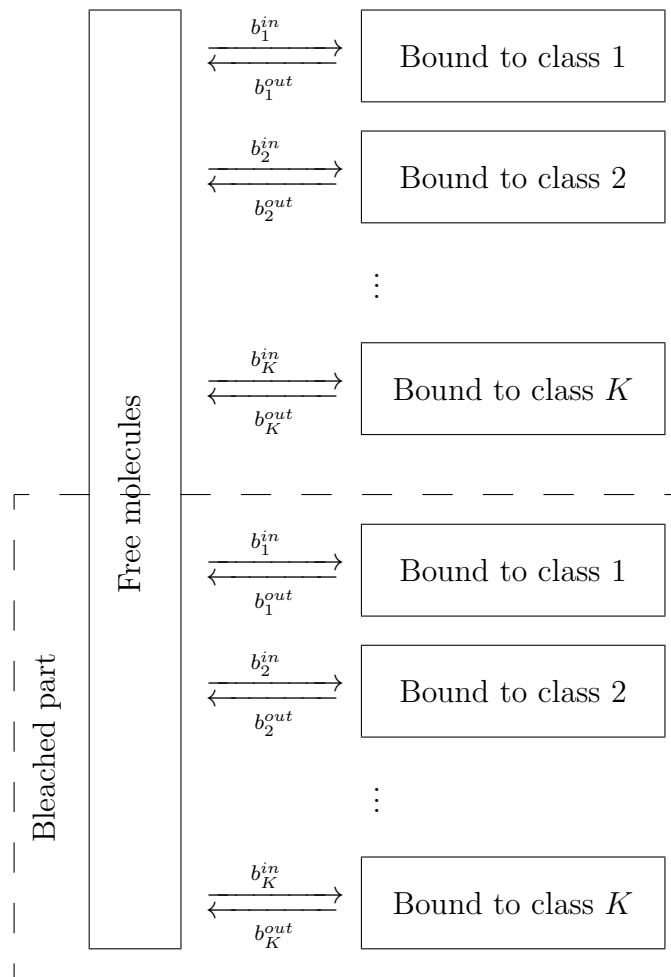 b_1^{in}
Bound to class 1
b_1^{out}
b_2^{in}
Bound to class 2
b_2^{out}
⋮
b_K^{in}
Bound to class K
b_K^{out}
Free molecules
b_1^{in}
Bound to class 1
b_1^{out}
b_2^{in}
Bound to class 2
b_2^{out}
Bleached part
⋮
b_K^{in}
Bound to class K
b_K^{out}